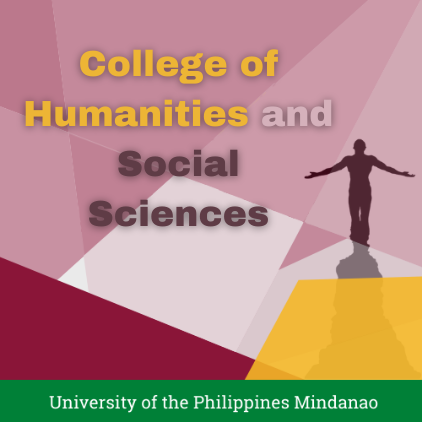 College of
Humanities and
Social
Sciences
University of the Philippines Mindanao